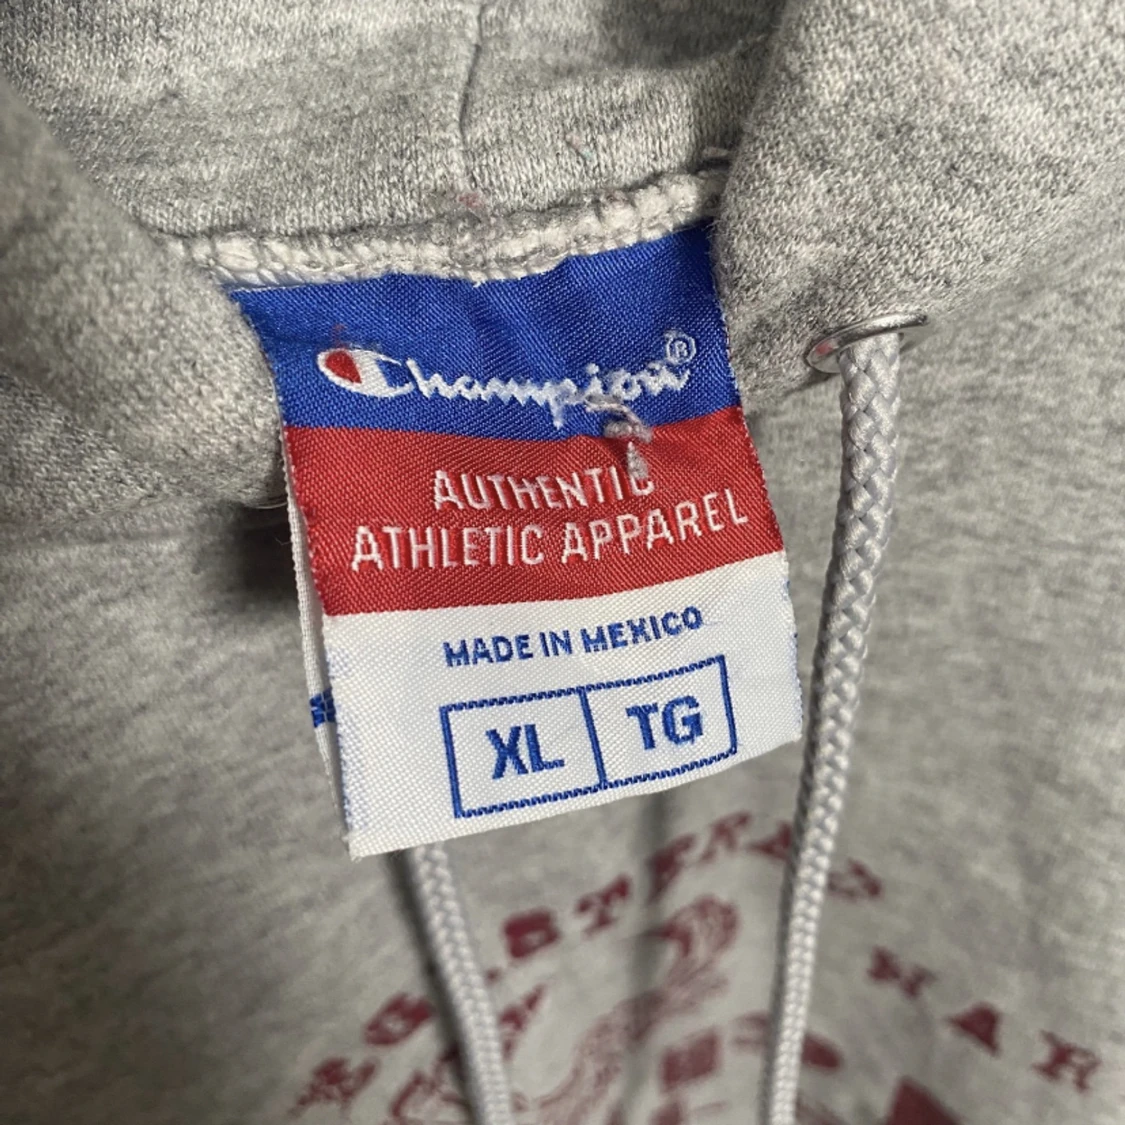 Champion®
AUTHENTIC
ATHLETIC APPAREL
MADE IN MEXICO
XL TG